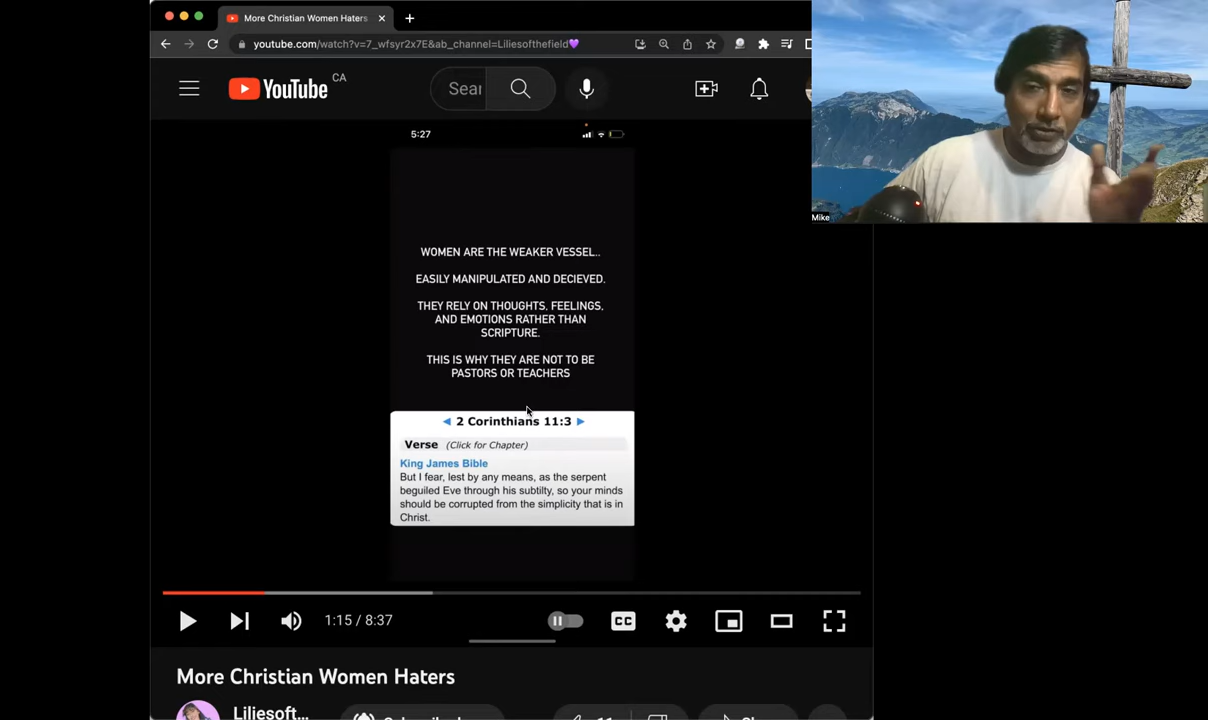 More Christian Women Haters
youtube.com/watch?v=7_wfsyr2x7E&ab_channel=Liliesofthefield💜
YouTube CA
Sear
5:27
WOMEN ARE THE WEAKER VESSEL..
EASILY MANIPULATED AND DECIEVED.
THEY RELY ON THOUGHTS, FEELINGS,
AND EMOTIONS RATHER THAN
SCRIPTURE.
THIS IS WHY THEY ARE NOT TO BE
PASTORS OR TEACHERS
2 Corinthians 11:3
Verse (Click for Chapter)
King James Bible
But I fear, lest by any means, as the serpent
beguiled Eve through his subtilty, so your minds
should be corrupted from the simplicity that is in
Christ.
Mike
1:15 / 8:37
CC
More Christian Women Haters
Liliesoft...